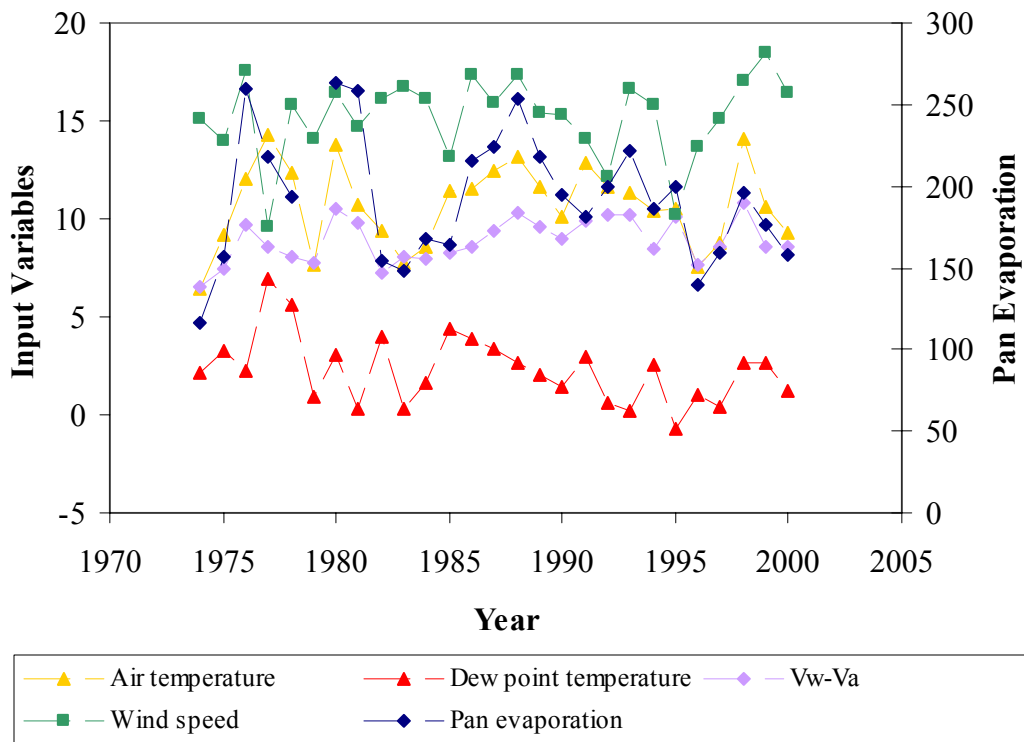 20
15
10
5
0
-5
Input Variables
300
250
200
150
100
50
0
Pan Evaporation
1970 1975 1980 1985 1990 1995 2000 2005
Year
Air temperature Dew point temperature Vw-Va
Wind speed Pan evaporation